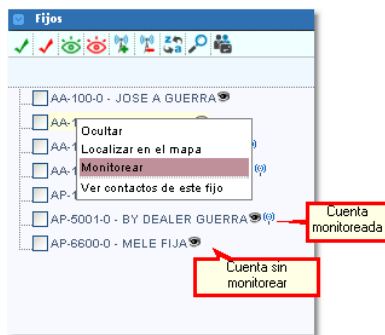 Fijos
AA-100-0 - JOSE A GUERRA
AA-1
Ocultar
AA-1
Localizar en el mapa
AA-1
Monitorear
AP-1
Ver contactos de este fijo
AP-5001-0 - BY DEALER GUERRA
Cuenta
monitoreada
AP-6600-0 - MELE FIJA
Cuenta sin
monitorear